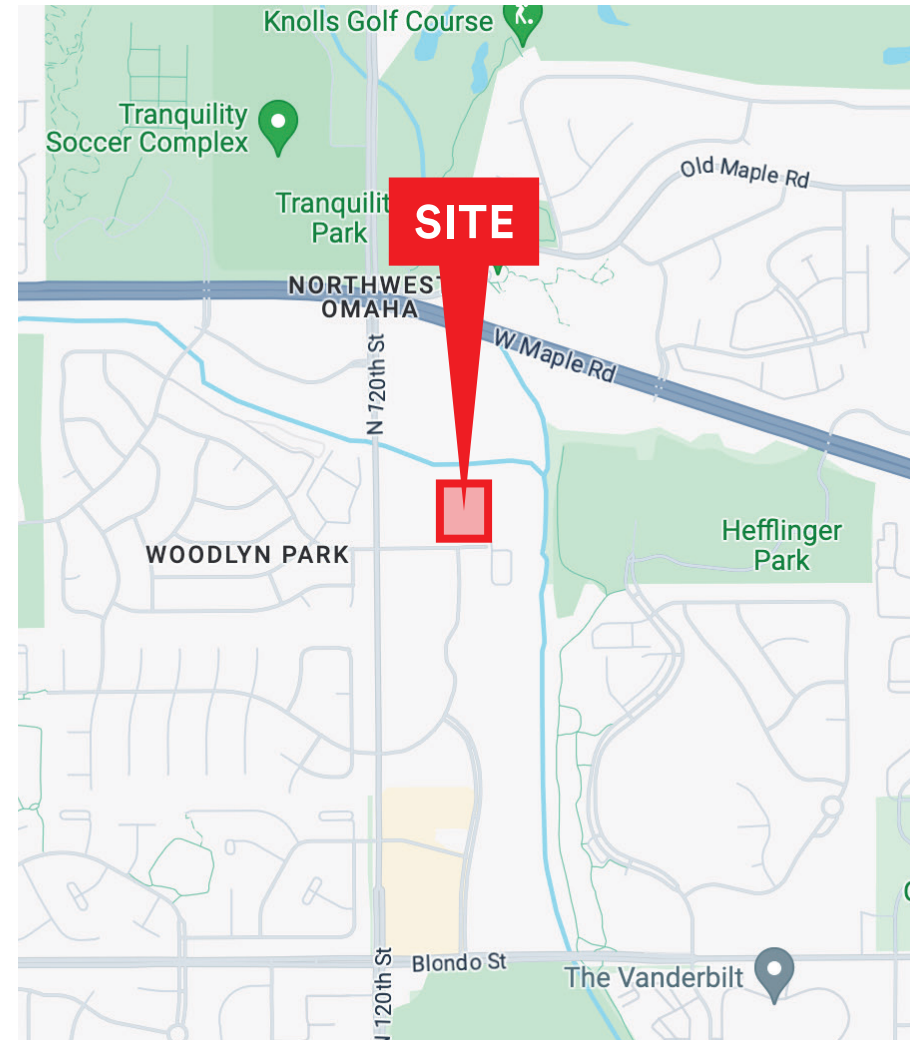 Knolls Golf Course
Tranquility
Soccer Complex
Old Maple Rd
Tranquilit
Park
SITE
NORTHWEST
OMAHA
W Maple Rd
N 120th St
Hefflinger
Park
WOODLYN PARK
Blondo St
N 120th St
The Vanderbilt